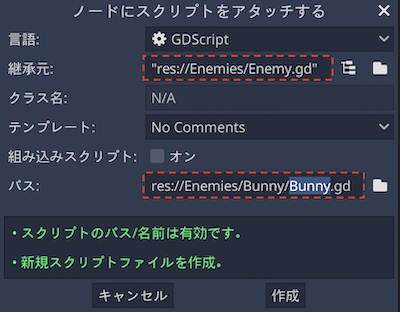 ノードにスクリプトをアタッチする
言語: GDScript
継承元: "res://Enemies/Enemy.gd"
クラス名: N/A
テンプレート: No Comments
組み込みスクリプト: オン
パス: res://Enemies/Bunny/Bunny.gd
・スクリプトのパス/名前は有効です。
・新規スクリプトファイルを作成。
キャンセル 作成